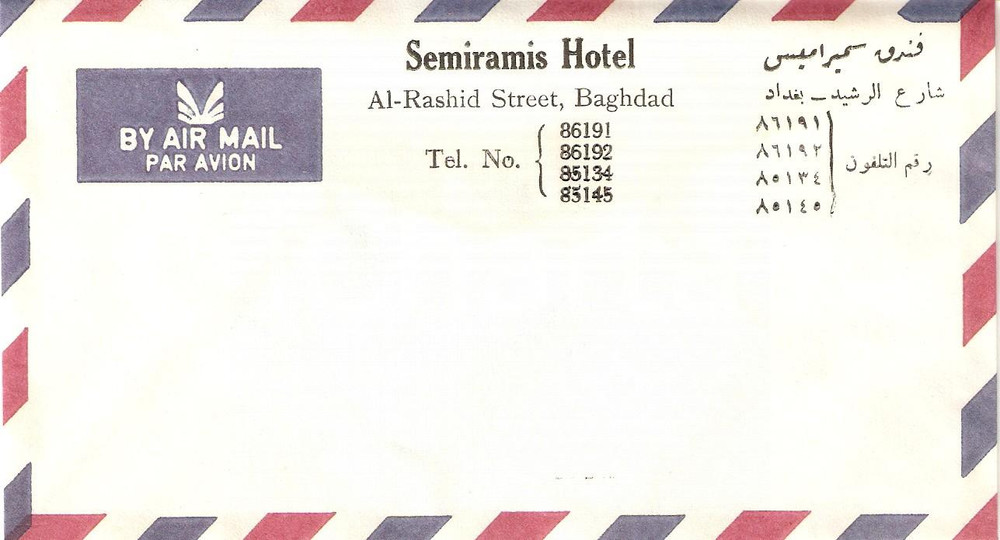 BY AIR MAIL
PAR AVION
Semiramis Hotel
Al-Rashid Street, Baghdad
Tel. No.
86191
86192
85134
85145
فندق سميراميس
شارع الرشيد - بغداد
رقم التلفون
٨٦١٩١
٨٦١٩٢
٨٥١٣٤
٨٥١٤٥